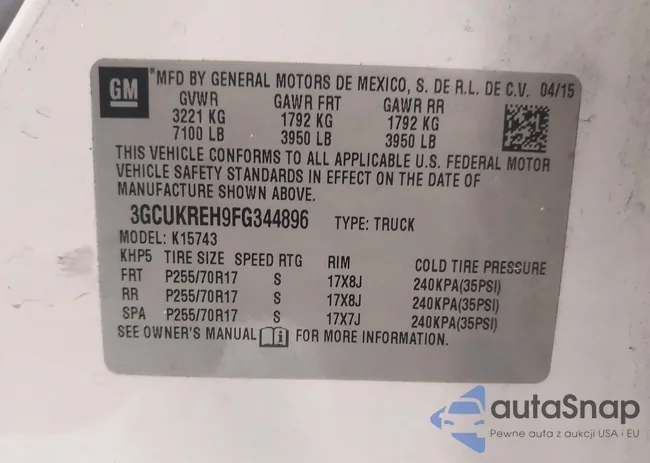 GM
*MFD BY GENERAL MOTORS DE MEXICO, S. DE R.L. DE C.V. 04/15
GVWR GAWR FRT GAWR RR
3221 KG 1792 KG 1792 KG
7100 LB 3950 LB 3950 LB
THIS VEHICLE CONFORMS TO ALL APPLICABLE U.S. FEDERAL MOTOR
VEHICLE SAFETY STANDARDS IN EFFECT ON THE DATE OF
MANUFACTURE SHOWN ABOVE.
3GCUKREH9FG344896 TYPE: TRUCK
MODEL: K15743
KHP5 TIRE SIZE SPEED RTG RIM COLD TIRE PRESSURE
FRT P255/70R17 S 17X8J 240KPA(35PSI)
RR P255/70R17 S 17X8J 240KPA(35PSI)
SPA P255/70R17 S 17X7J 240KPA(35PSI)
SEE OWNER'S MANUAL FOR MORE INFORMATION.
autaSnap
Pewne auta z aukcji USA i EU